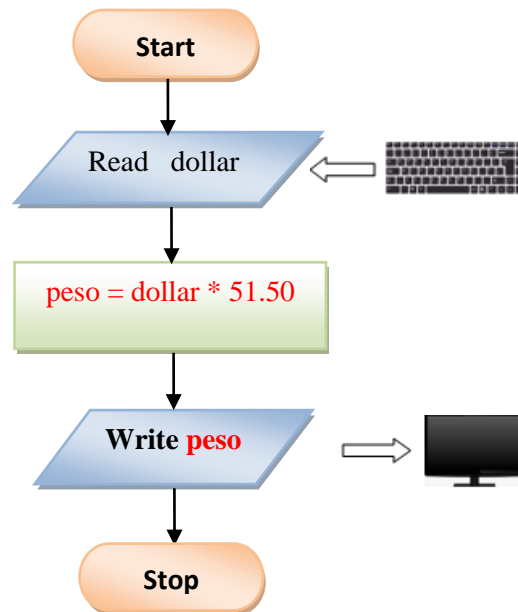 Start
Read dollar
peso = dollar * 51.50
Write peso
Stop